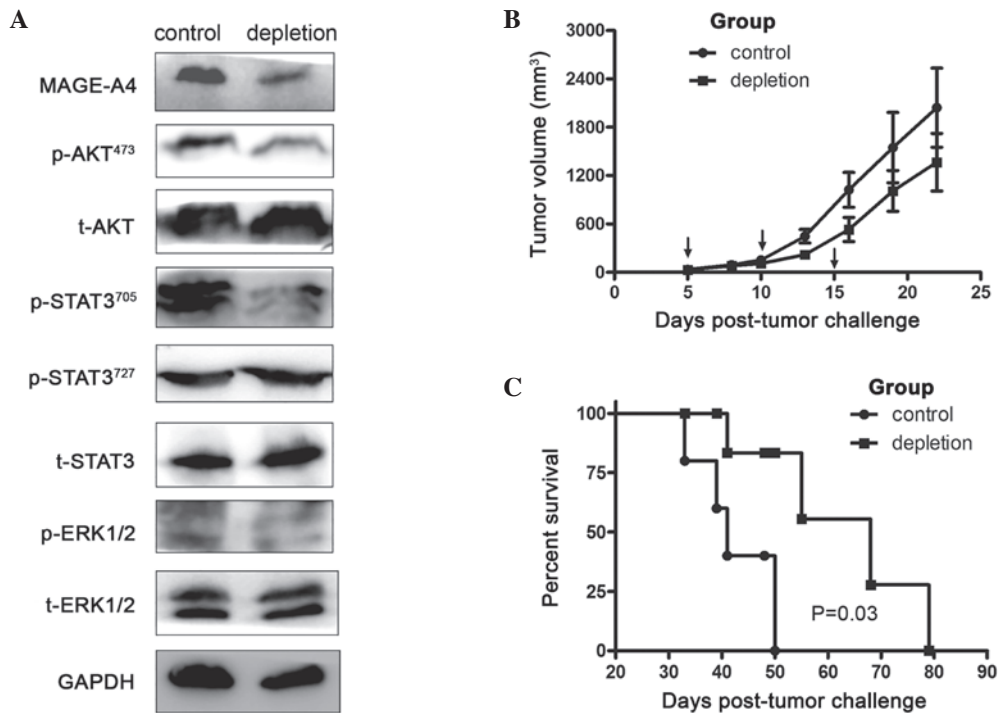 A
control depletion
MAGE-A4
p-AKT473
t-AKT
p-STAT3705
p-STAT3727
t-STAT3
p-ERK1/2
t-ERK1/2
GAPDH
B
Group
control
depletion
Tumor volume (mm3)
3000
2400
1800
1200
600
0
0 5 10 15 20 25
Days post-tumor challenge
C
Group
control
depletion
Percent survival
100
75
50
25
0
P=0.03
20 30 40 50 60 70 80 90
Days post-tumor challenge